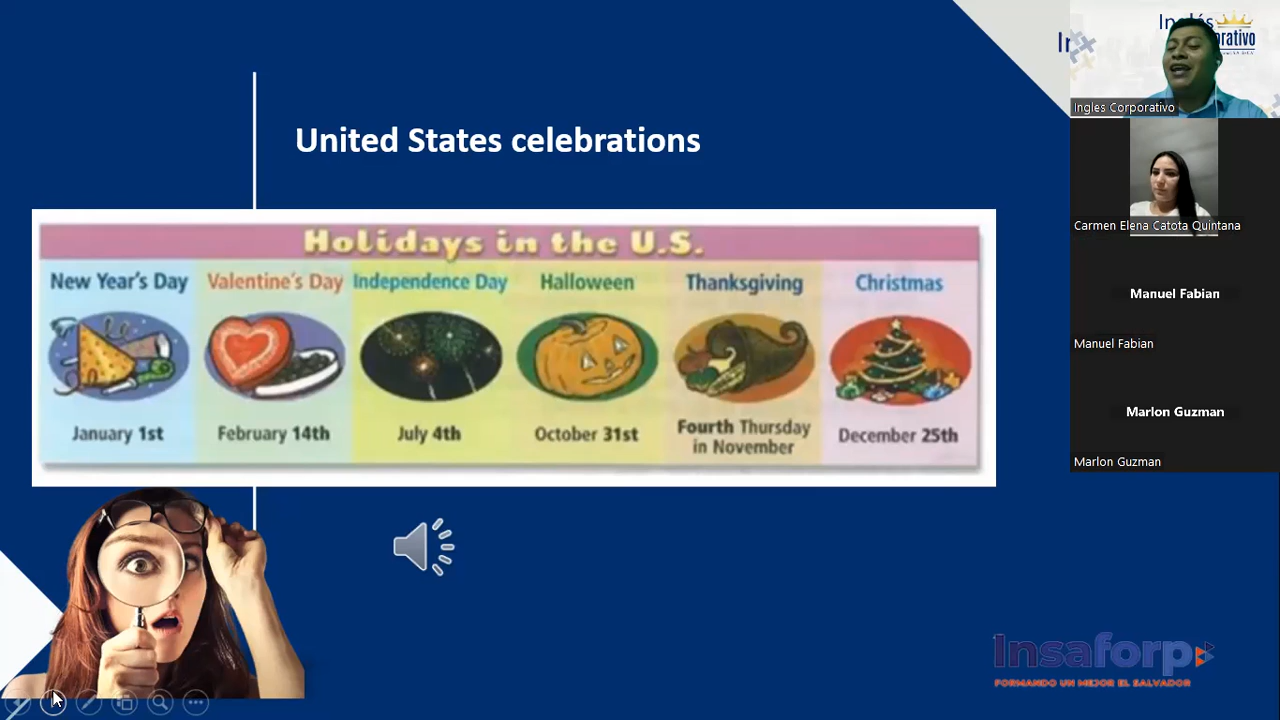 United States celebrations
Holidays in the U.S.
New Year's Day
Valentine's Day
Independence Day
Halloween
Thanksgiving
Christmas
January 1st
February 14th
July 4th
October 31st
Fourth Thursday
in November
December 25th
Insaforp
FORMANDO UN MEJOR EL SALVADOR
Ingles Corporativo
Carmen Elena Catota Quintana
Manuel Fabian
Manuel Fabian
Marlon Guzman
Marlon Guzman